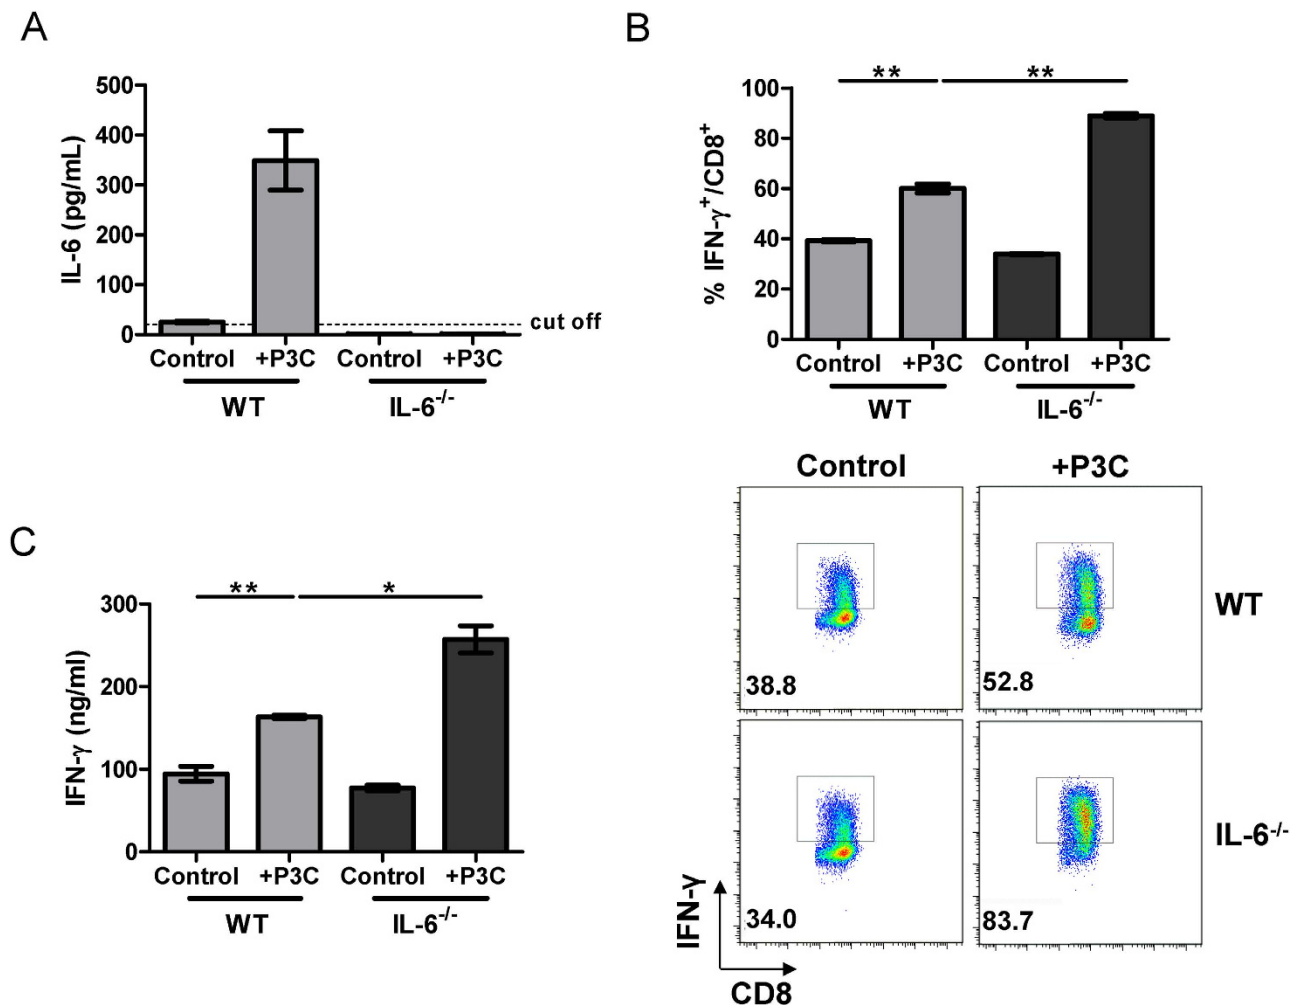 A
IL-6 (pg/mL)
500
400
300
200
100
0
cut off
Control +P3C Control +P3C
WT IL-6-/-
B
% IFN-γ+/CD8+
** **
100
80
60
40
20
0
Control +P3C Control +P3C
WT IL-6-/-
Control +P3C
38.8 52.8 WT
34.0 83.7 IL-6-/-
IFN-γ
CD8
C
IFN-γ (ng/ml)
** *
300
200
100
0
Control +P3C Control +P3C
WT IL-6-/-